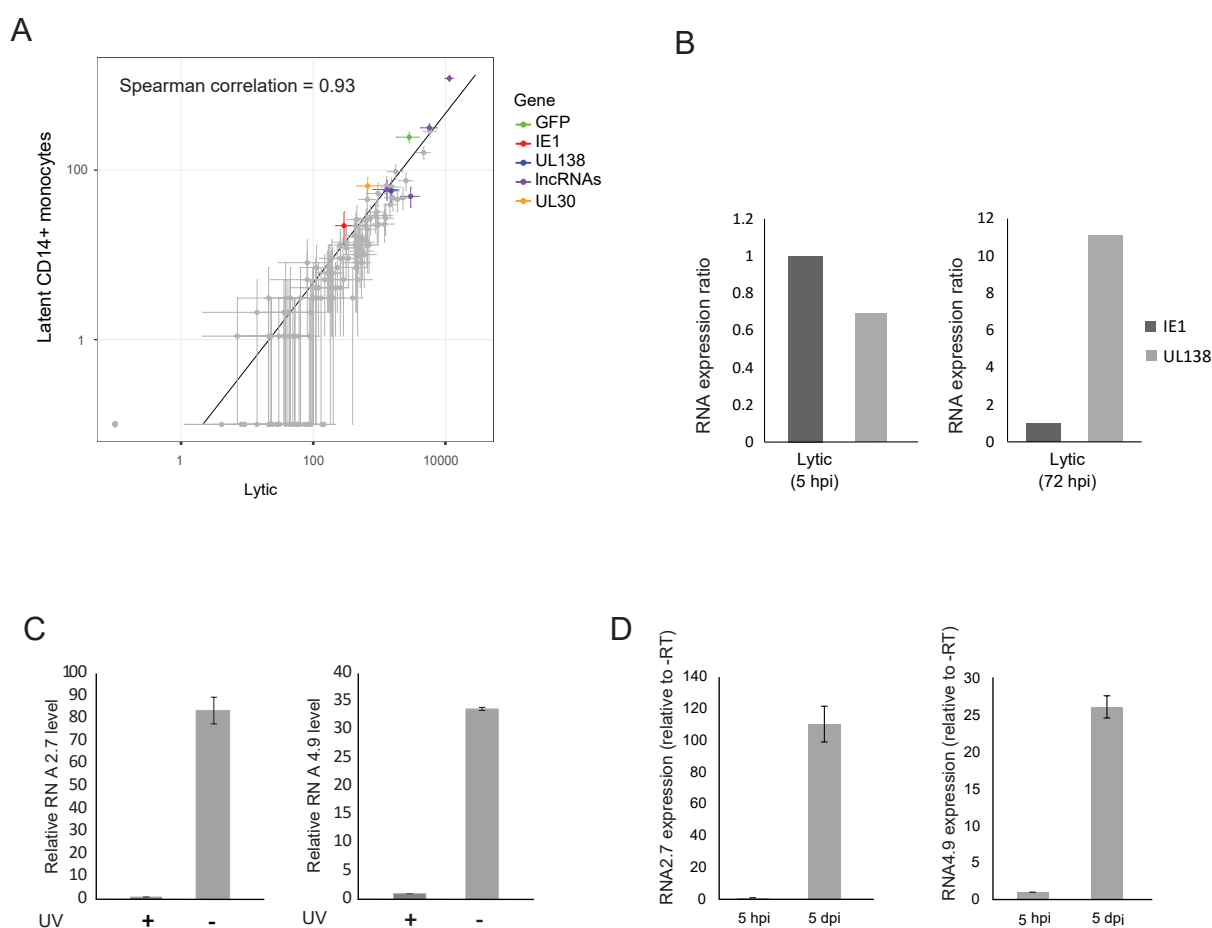 A
Spearman correlation = 0.93
Latent CD14+ monocytes
100
1
1
100
10000
Lytic
Gene
GFP
IE1
UL138
lncRNAs
UL30
B
RNA expression ratio
1.2
1
0.8
0.6
0.4
0.2
0
Lytic
(5 hpi)
RNA expression ratio
12
10
8
6
4
2
0
Lytic
(72 hpi)
IE1
UL138
C
Relative RN A 2.7 level
100
90
80
70
60
50
40
30
20
10
0
UV
+
-
Relative RN A 4.9 level
40
35
30
25
20
15
10
5
0
UV
+
-
D
RNA2.7 expression (relative to -RT)
140
120
100
80
60
40
20
0
5 hpi
5 dpi
RNA4.9 expression (relative to -RT)
30
25
20
15
10
5
0
5 hpi
5 dpi